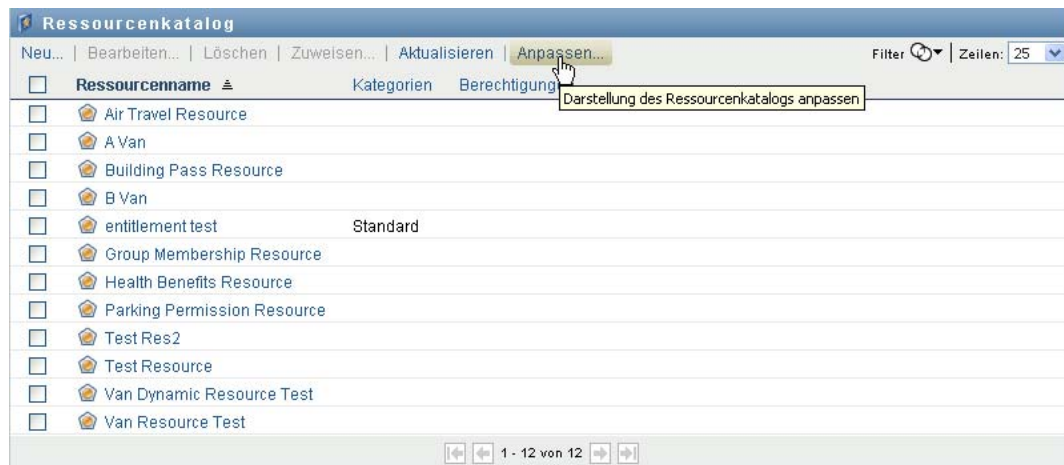 Ressourcenkatalog
Neu... | Bearbeiten... | Löschen | Zuweisen... | Aktualisieren | Anpassen... Filter | Zeilen: 25
Ressourcenname Kategorien Berechtigung
Darstellung des Ressourcenkatalogs anpassen
Air Travel Resource
A Van
Building Pass Resource
B Van
entitlement test Standard
Group Membership Resource
Health Benefits Resource
Parking Permission Resource
Test Res2
Test Resource
Van Dynamic Resource Test
Van Resource Test
1 - 12 von 12